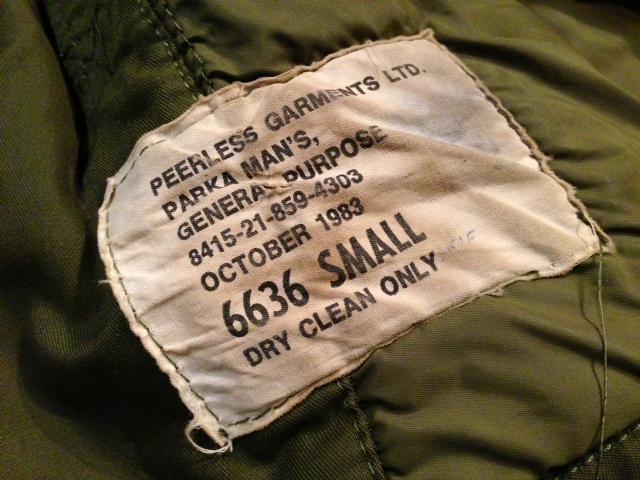 PEERLESS GARMENTS LTD.
PARKA MAN'S,
GENERAL PURPOSE
8415-21-859-4303
OCTOBER 1983
6636 SMALL
DRY CLEAN ONLY